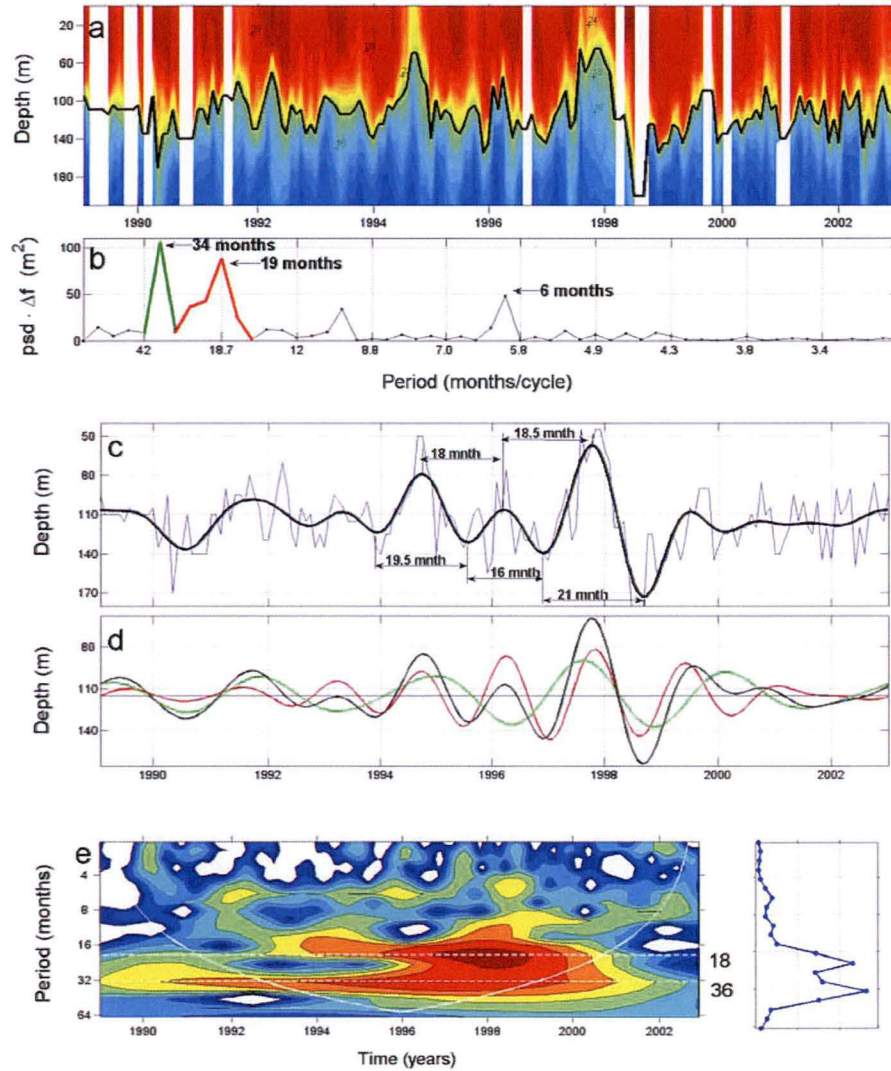 a
Depth (m)
20
60
100
140
180
24
1990 1992 1994 1996 1998 2000 2002
b
psd · Δf (m²)
100
50
0
34 months
19 months
6 months
42 18.7 12 8.8 7.0 5.8 4.9 4.3 3.8 3.4
Period (months/cycle)
c
Depth (m)
50
80
110
140
170
18 mnth
18.5 mnth
19.5 mnth
16 mnth
21 mnth
d
Depth (m)
80
110
140
1990 1992 1994 1996 1998 2000 2002
e
Period (months)
4
16
32
64
18
36
1990 1992 1994 1996 1998 2000 2002
Time (years)